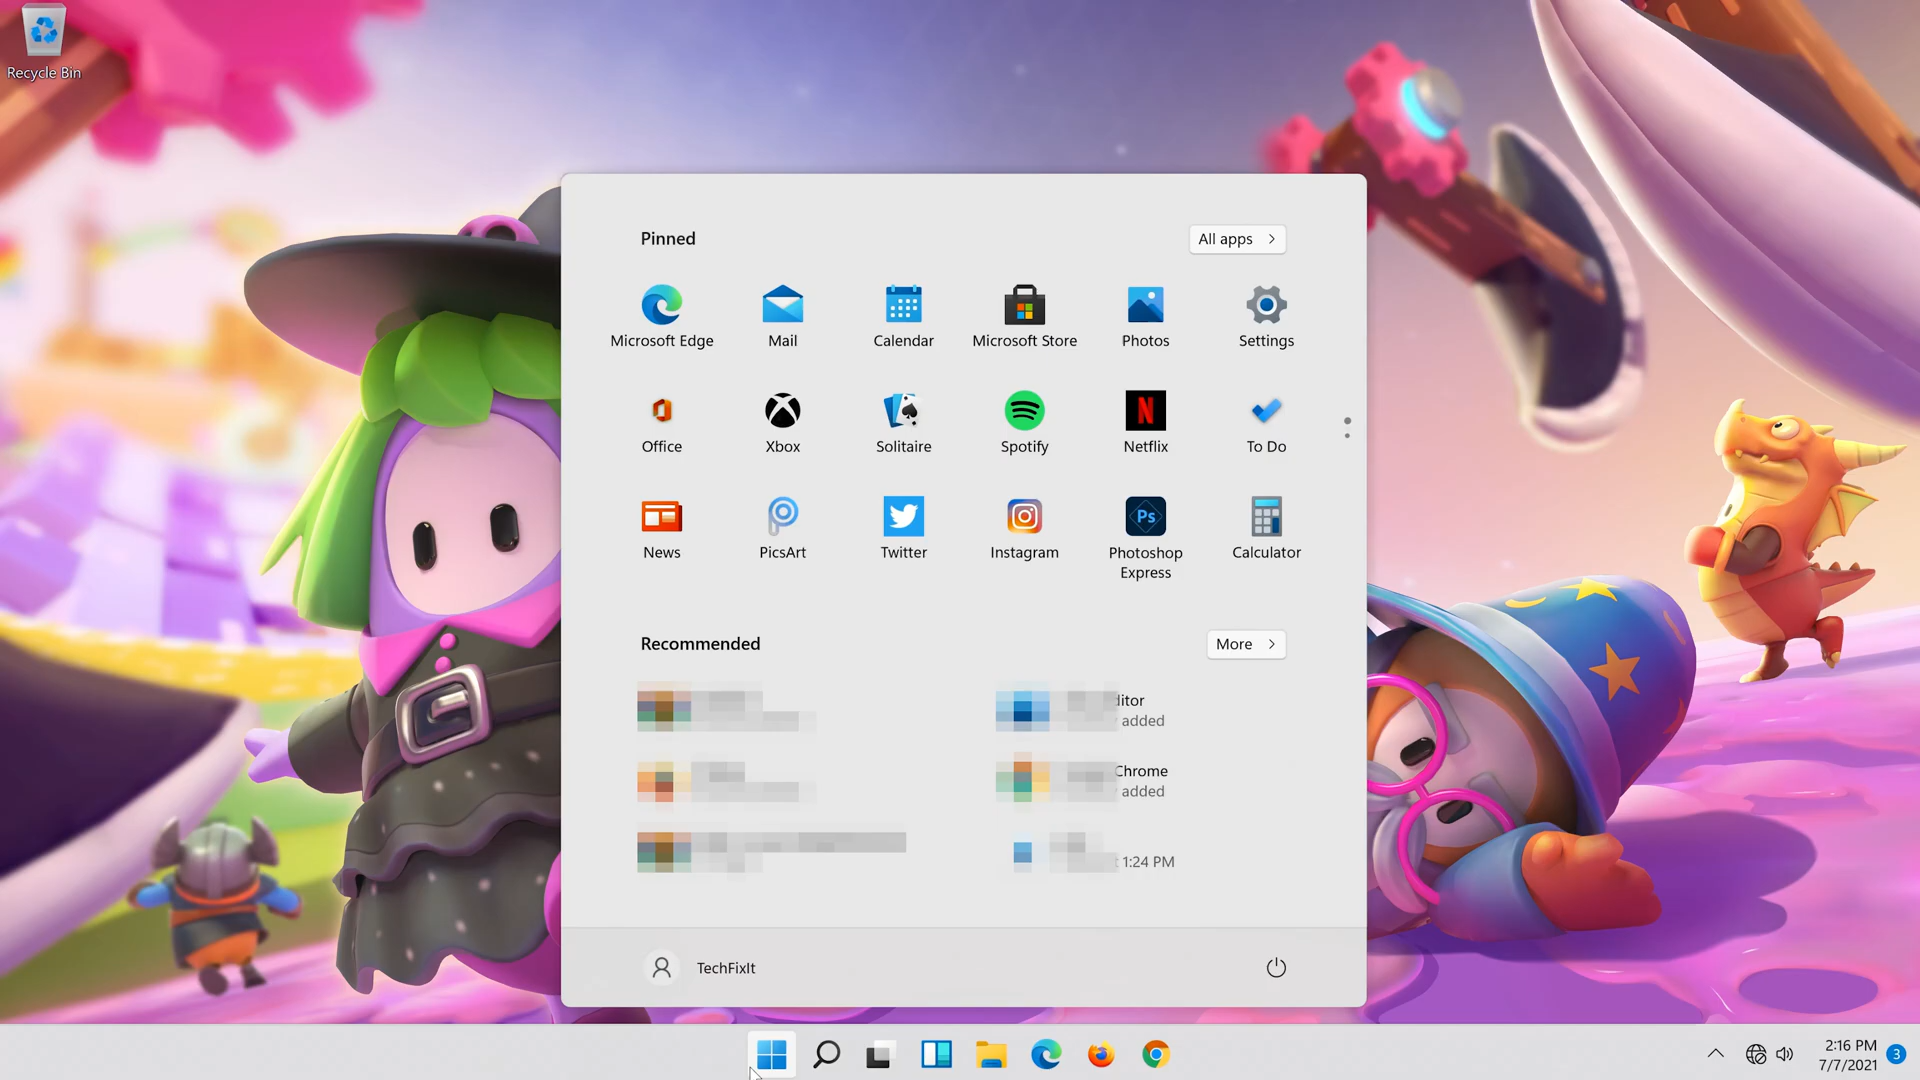 Recycle Bin
Pinned
All apps
Microsoft Edge
Mail
Calendar
Microsoft Store
Photos
Settings
Office
Xbox
Solitaire
Spotify
Netflix
To Do
News
PicsArt
Twitter
Instagram
Ps
Photoshop
Express
Calculator
Recommended
More
added
Chrome
added
1:24 PM
TechFixIt
2:16 PM
7/7/2021
3